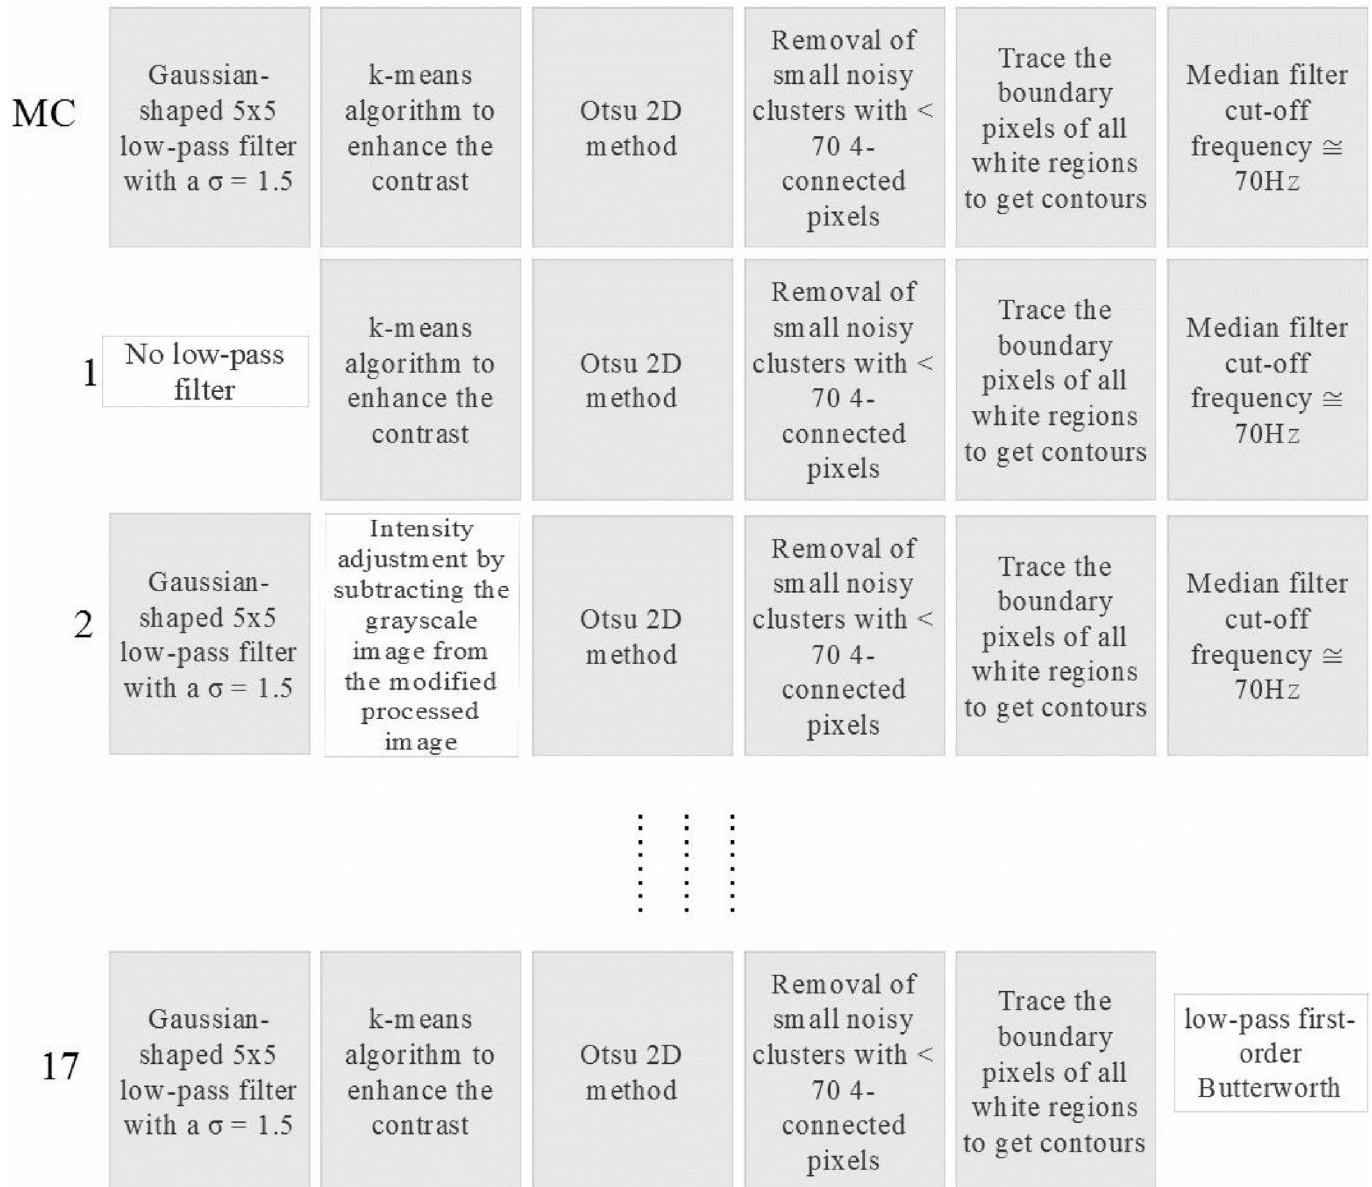 MC
Gaussian-
shaped 5x5
low-pass filter
with a σ = 1.5
k-means
algorithm to
enhance the
contrast
Otsu 2D
method
Removal of
small noisy
clusters with <
70 4-
connected
pixels
Trace the
boundary
pixels of all
white regions
to get contours
Median filter
cut-off
frequency ≅
70Hz
1
No low-pass
filter
k-means
algorithm to
enhance the
contrast
Otsu 2D
method
Removal of
small noisy
clusters with <
70 4-
connected
pixels
Trace the
boundary
pixels of all
white regions
to get contours
Median filter
cut-off
frequency ≅
70Hz
2
Gaussian-
shaped 5x5
low-pass filter
with a σ = 1.5
Intensity
adjustment by
subtracting the
grayscale
image from
the modified
processed
image
Otsu 2D
method
Removal of
small noisy
clusters with <
70 4-
connected
pixels
Trace the
boundary
pixels of all
white regions
to get contours
Median filter
cut-off
frequency ≅
70Hz
17
Gaussian-
shaped 5x5
low-pass filter
with a σ = 1.5
k-means
algorithm to
enhance the
contrast
Otsu 2D
method
Removal of
small noisy
clusters with <
70 4-
connected
pixels
Trace the
boundary
pixels of all
white regions
to get contours
low-pass first-
order
Butterworth